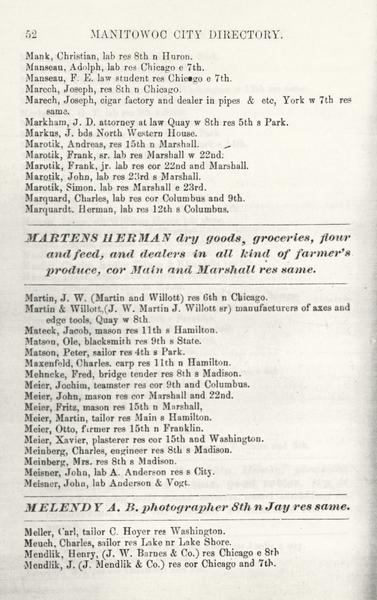 52 MANITOWOC CITY DIRECTORY.
Mank, Christian, lab res 8th n Huron.
Manseau, Adolph, lab res Chicago e 7th.
Manseau, F. E. law student res Chicago e 7th.
Marech, Joseph, res 8th n Chicago.
Marech, Joseph, cigar factory and dealer in pipes & etc, York w 7th res
same.
Markham, J. D. attorney at law Quay w 8th res 5th s Park.
Markus, J. bds North Western House.
Marotik, Andreas, res 15th n Marshall.
Marotik, Frank, sr. lab res Marshall w 22nd.
Marotik, Frank, jr. lab res cor 22nd and Marshall.
Marotik, John, lab res 23rd s Marshall.
Marotik, Simon. lab res Marshall e 23rd.
Marquard, Charles, lab res cor Columbus and 9th.
Marquardt. Herman, lab res 12th s Columbus.
MARTENS HERMAN dry goods, groceries, flour
and feed, and dealers in all kind of farmer's
produce, cor Main and Marshall res same.
Martin, J. W. (Martin and Willott) res 6th n Chicago.
Martin & Willott,(J. W. Martin J. Willott sr) manufacturers of axes and
edge tools, Quay w 8th.
Mateck, Jacob, mason res 11th s Hamilton.
Matson, Ole, blacksmith res 9th s State.
Matson, Peter, sailor res 4th s Park.
Maxenfeld, Charles. carp res 11th n Hamilton.
Mehncke, Fred, bridge tender res 8th s Madison.
Meier, Jochim, teamster res cor 9th and Columbus.
Meier, John, mason res cor Marshall and 22nd.
Meier, Fritz, mason res 15th n Marshall,
Meier, Martin, tailor res Main s Hamilton.
Meier, Otto, farmer res 15th n Franklin.
Meier, Xavier, plasterer res cor 15th and Washington.
Meinberg, Charles, engineer res 8th s Madison.
Meinberg, Mrs. res 8th s Madison.
Meisner, John, lab A. Anderson res s City.
Meisner, John, lab Anderson & Vogt.
MELENDY A. B. photographer 8th n Jay res same.
Meller, Carl, tailor C. Hoyer res Washington.
Meuch, Charles, sailor res Lake nr Lake Shore.
Mendlik, Henry, (J. W. Barnes & Co.) res Chicago e 8th
Mendlik, J. (J. Mendlik & Co.) res cor Chicago and 7th.